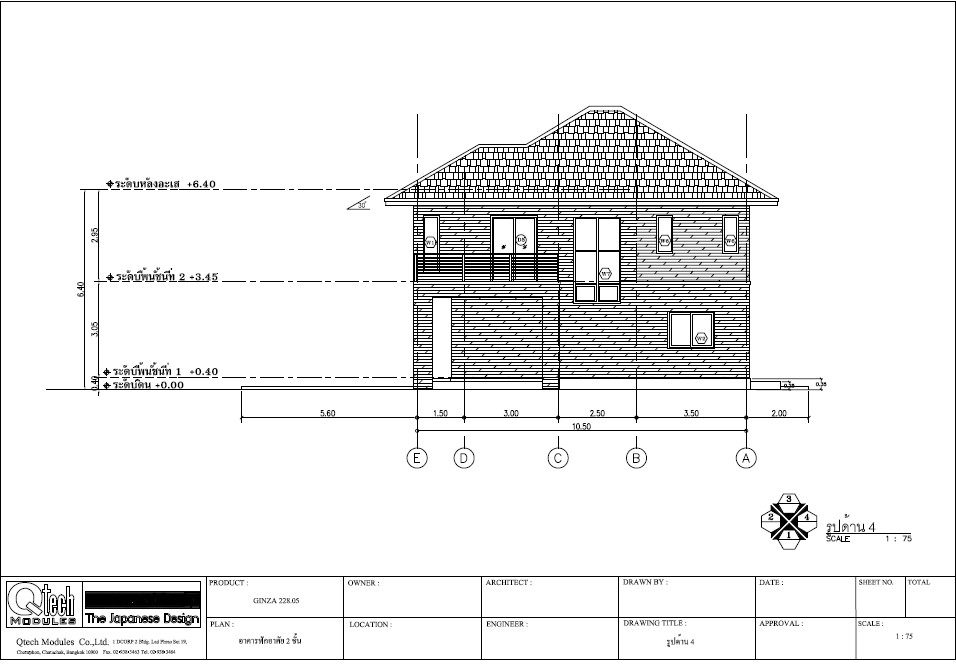 ระดับหลังอะเส +6.40
30°
2.95
W1
D5
W6
W6
W7
ระดับพื้นชั้นที่ 2 +3.45
6.40
3.05
ระดับพื้นชั้นที่ 1 +0.40
0.40
ระดับดิน +0.00
0.35
5.60
1.50
3.00
2.50
3.50
2.00
10.50
E
D
C
B
A
3
2
4
1
รูปด้าน 4
SCALE 1 : 75
Qtech
MODULES
The Japanese Design
Qtech Modules Co.,Ltd.
Chatuchak, Bangkok 10900
PRODUCT :
GINZA 228.05
OWNER :
ARCHITECT :
DRAWN BY :
DATE :
SHEET NO.
TOTAL
PLAN :
อาคารพักอาศัย 2 ชั้น
LOCATION :
ENGINEER :
DRAWING TITLE :
รูปด้าน 4
APPROVAL :
SCALE :
1 : 75